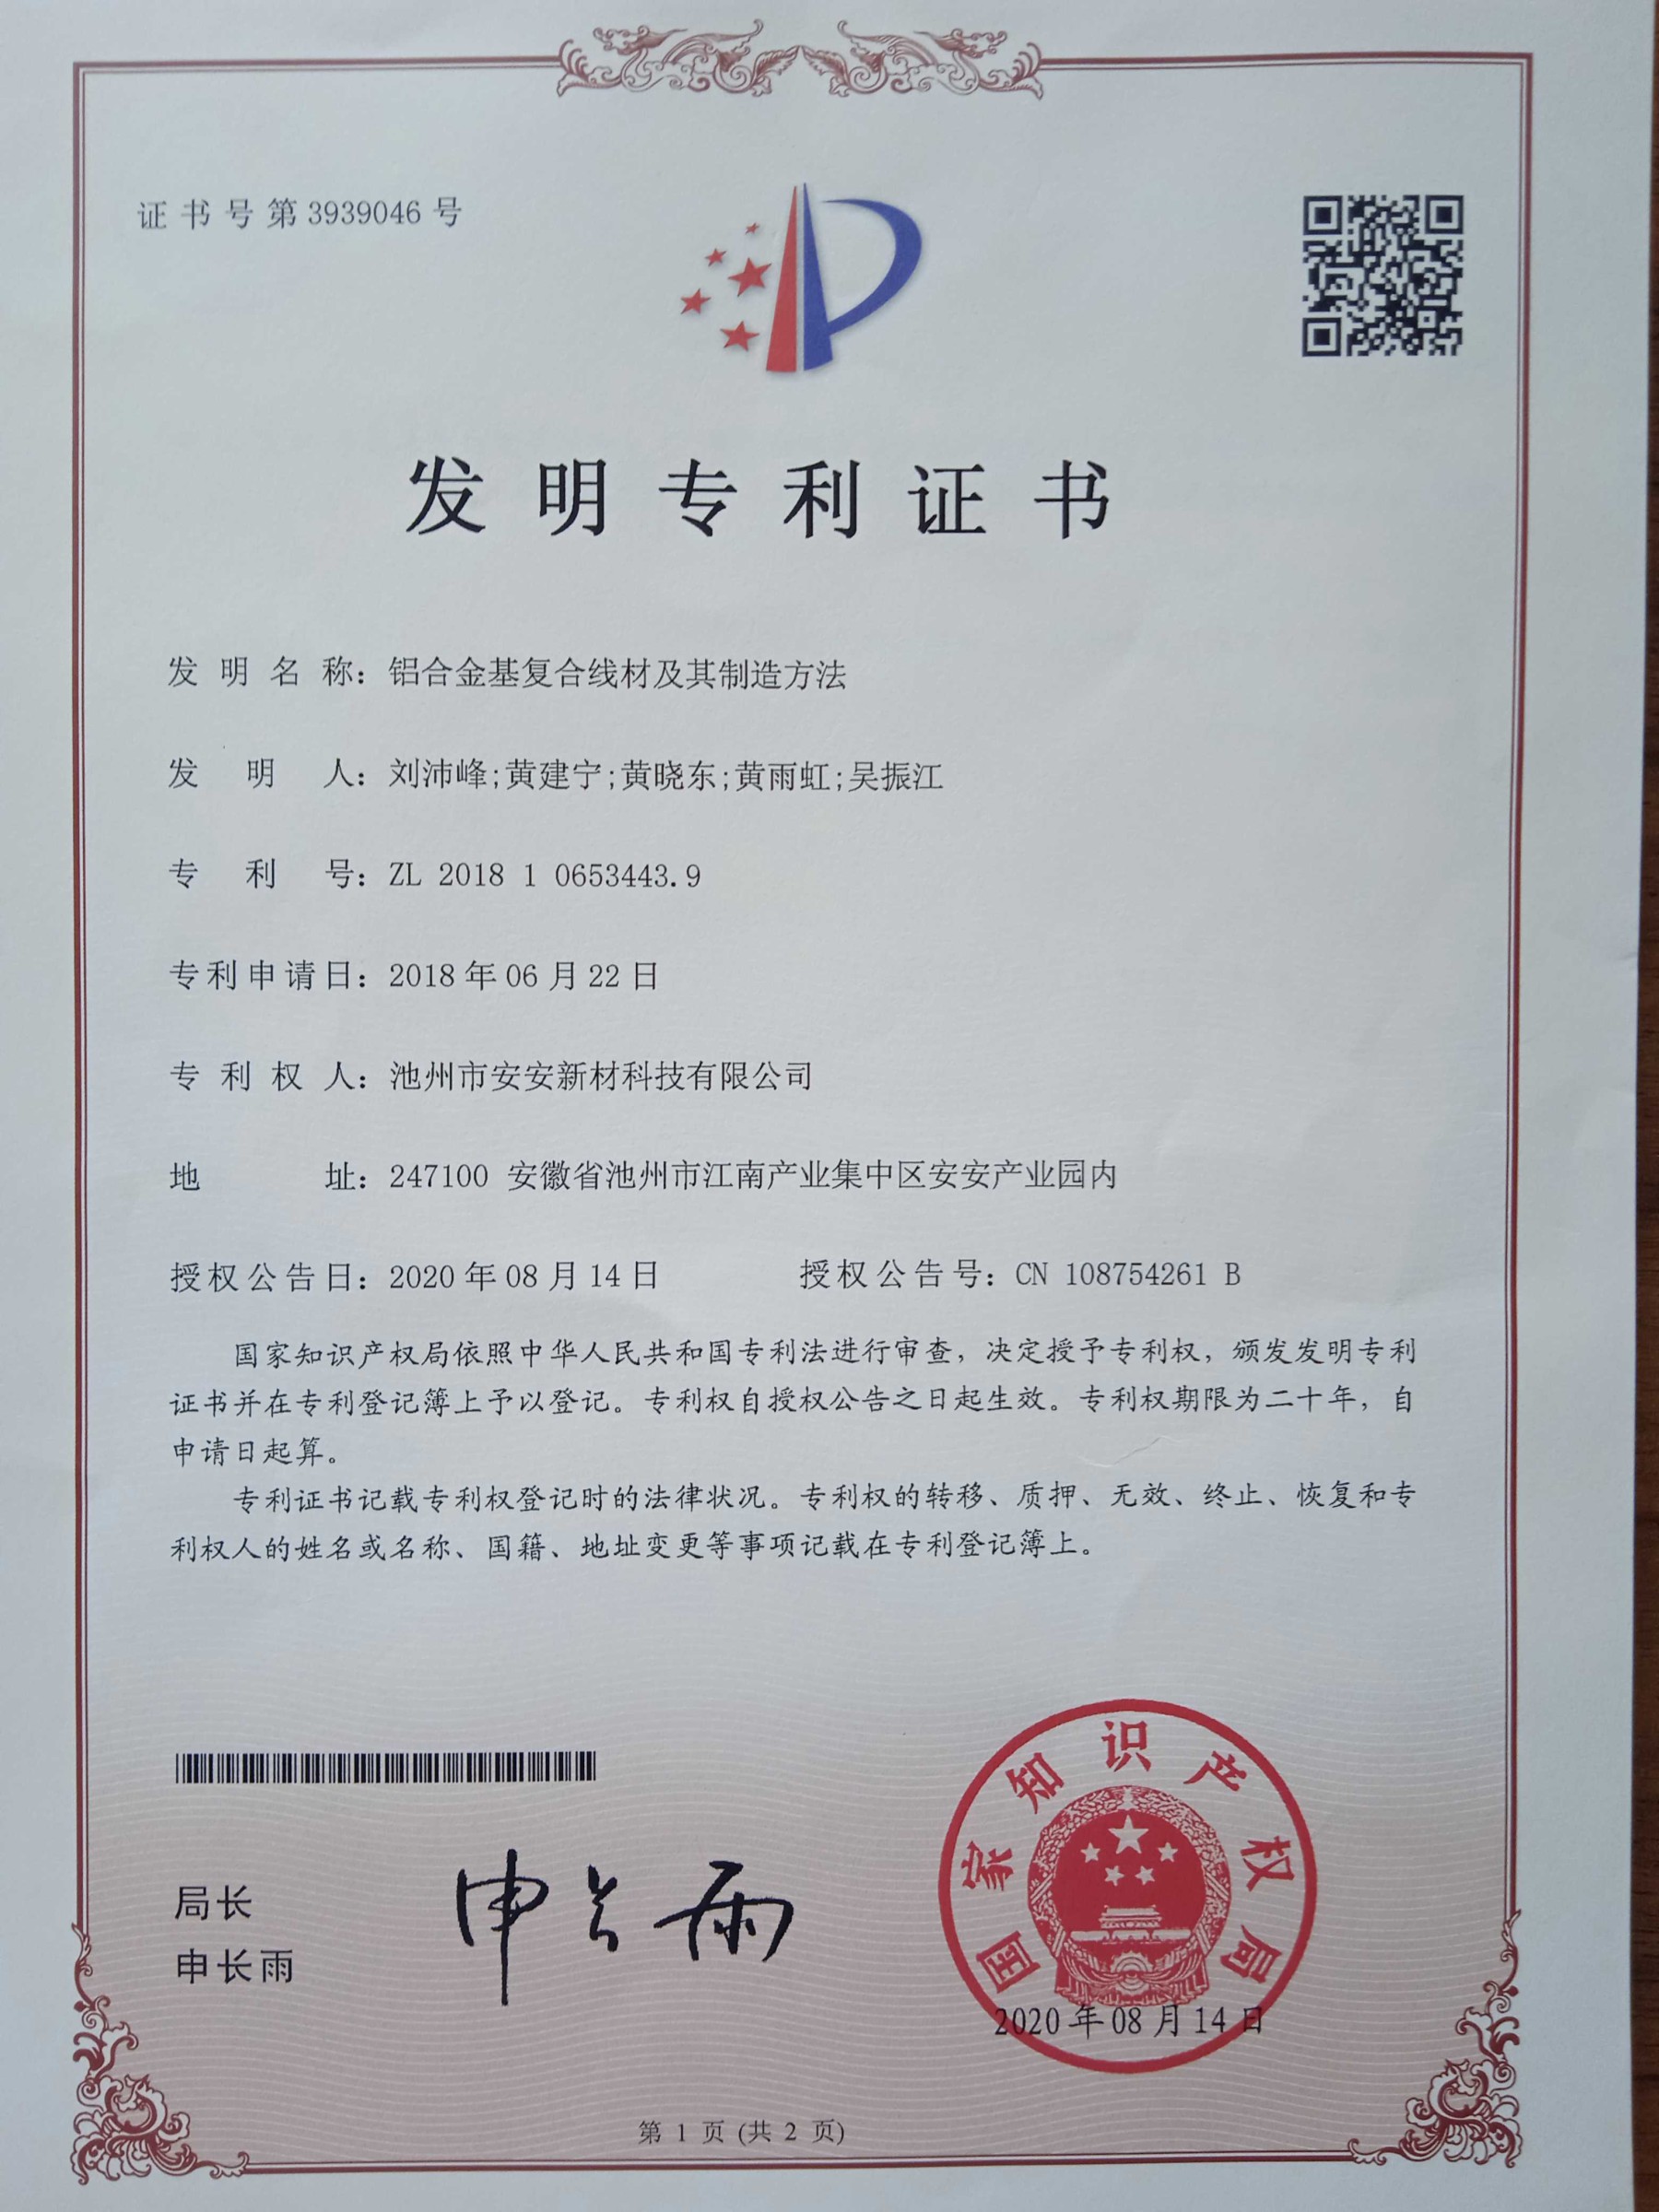 证书号第3939046号
发明专利证书
发明名称：铝合金基复合线材及其制造方法
发明人：刘沛峰;黄建宁;黄晓东;黄雨虹;吴振江
专利号：ZL 2018 1 0653443.9
专利申请日：2018年06月22日
专利权人：池州市安安新材科技有限公司
地址：247100 安徽省池州市江南产业集中区安安产业园内
授权公告日：2020年08月14日 授权公告号：CN 108754261 B
国家知识产权局依照中华人民共和国专利法进行审查，决定授予专利权，颁发发明专利
证书并在专利登记簿上予以登记。专利权自授权公告之日起生效。专利权期限为二十年，自
申请日起算。
专利证书记载专利权登记时的法律状况。专利权的转移、质押、无效、终止、恢复和专
利权人的姓名或名称、国籍、地址变更等事项记载在专利登记簿上。
局长
申长雨
申长雨
国家知识产权局
2020年08月14日
第 1 页 (共 2 页)